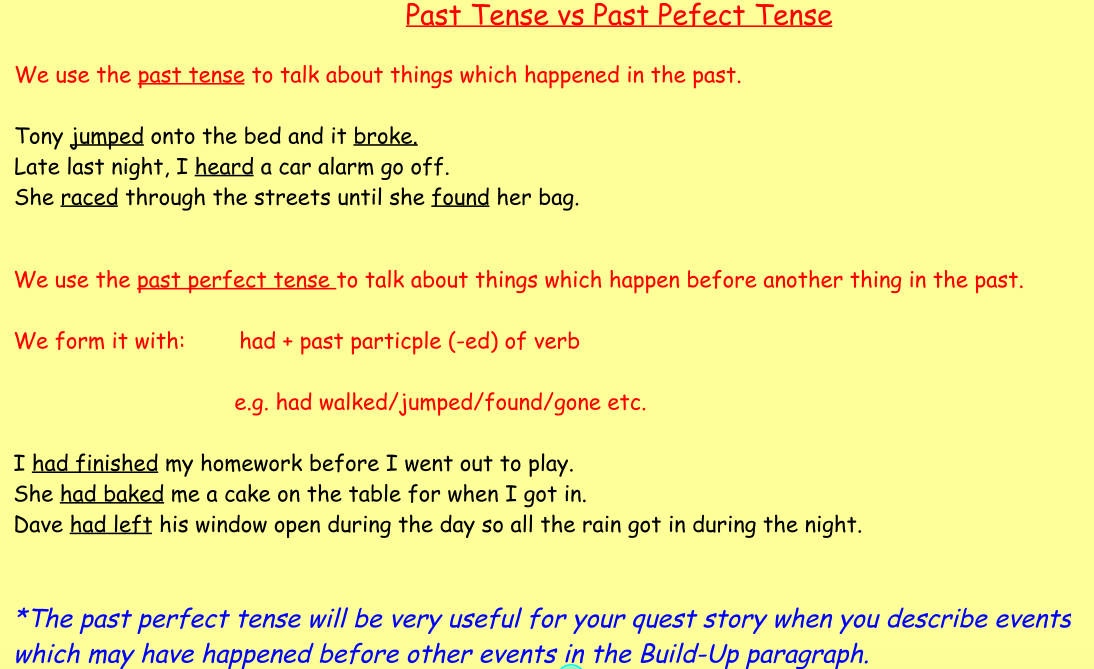 Past Tense vs Past Pefect Tense
We use the past tense to talk about things which happened in the past.
Tony jumped onto the bed and it broke.
Late last night, I heard a car alarm go off.
She raced through the streets until she found her bag.
We use the past perfect tense to talk about things which happen before another thing in the past.
We form it with: had + past particple (-ed) of verb
e.g. had walked/jumped/found/gone etc.
I had finished my homework before I went out to play.
She had baked me a cake on the table for when I got in.
Dave had left his window open during the day so all the rain got in during the night.
*The past perfect tense will be very useful for your quest story when you describe events
which may have happened before other events in the Build-Up paragraph.